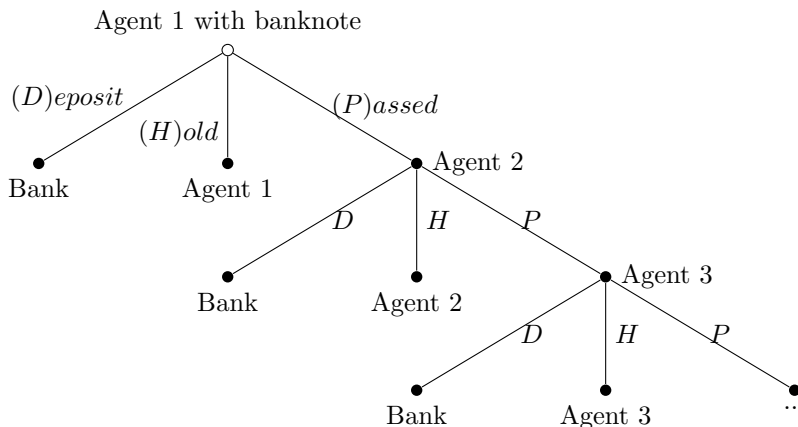 Agent 1 with banknote
(D)eposit
(H)old
(P)assed
Bank
Agent 1
Agent 2
D
H
P
Bank
Agent 2
Agent 3
D
H
P
Bank
Agent 3
..